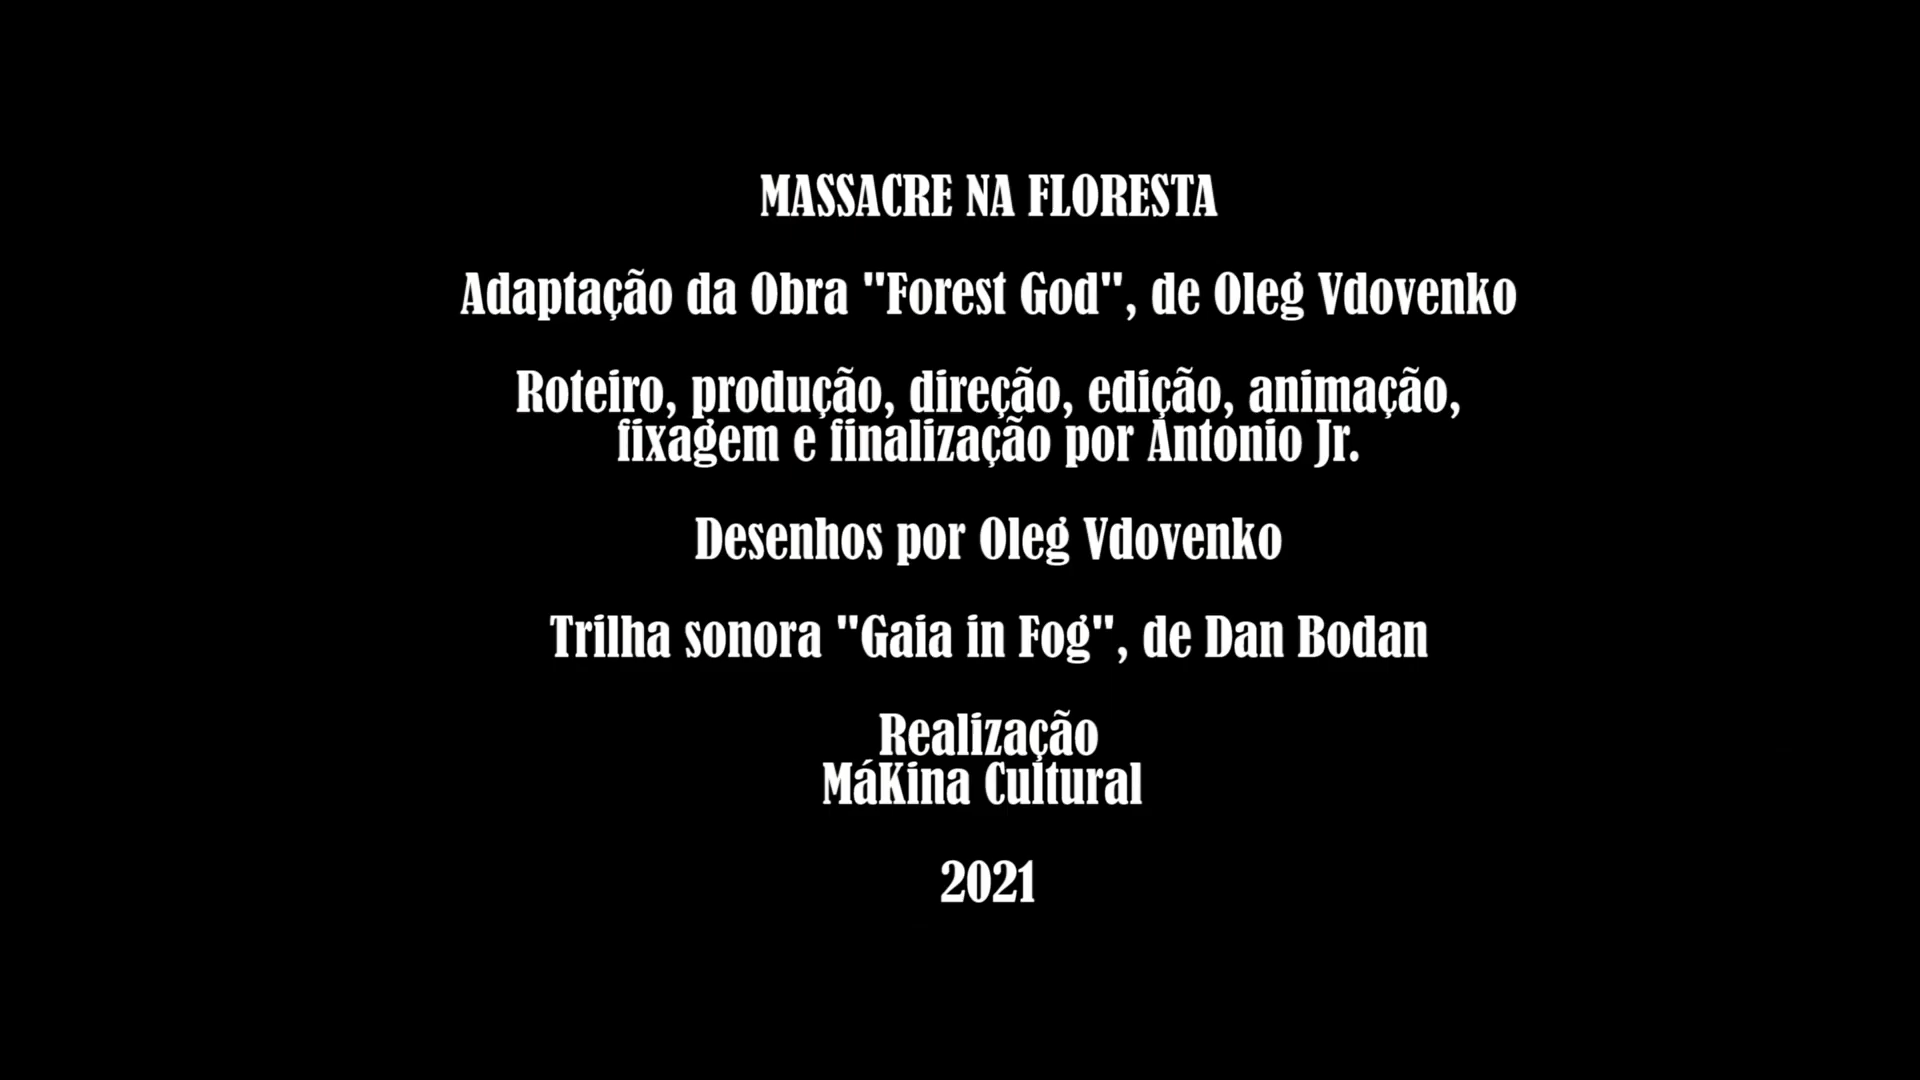 MASSACRE NA FLORESTA
Adaptação da Obra "Forest God", de Oleg Vdovenko
Roteiro, produção, direção, edição, animação,
fixagem e finalização por Antonio Jr.
Desenhos por Oleg Vdovenko
Trilha sonora "Gaia in Fog", de Dan Bodan
Realização
MáKina Cultural
2021